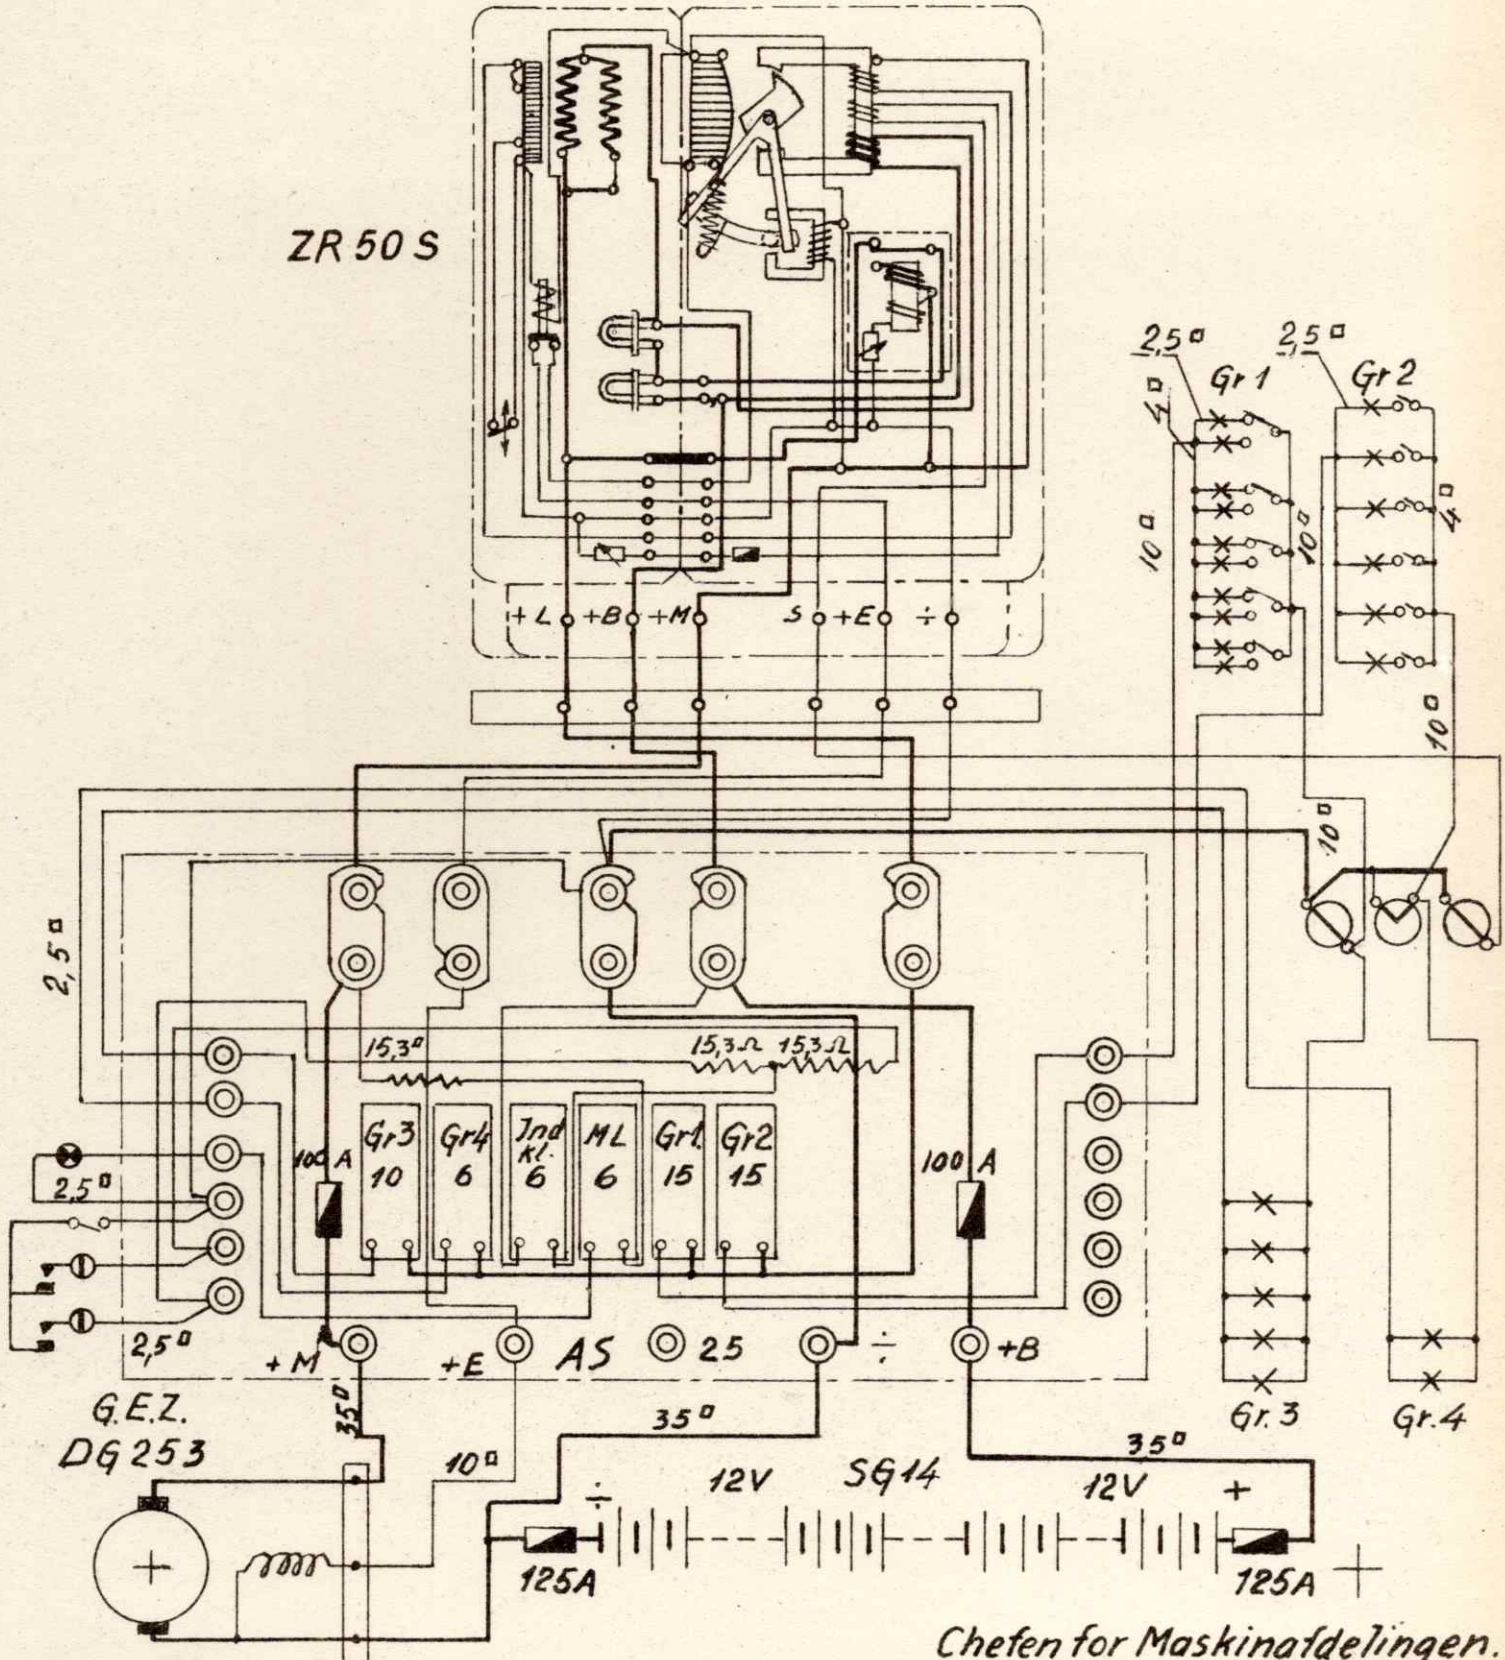 ZR 50 S
2,5▫ 2,5▫
Gr 1 Gr 2
4▫
10▫ 10▫ 4▫
10▫
+ L +B +M S +E ÷
10▫
2,5▫
15,3▫ 15,3Ω 15,3Ω
100 A
Gr3 10
Gr4 6
Ind kl. 6
ML 6
Gr1. 15
Gr2 15
100 A
2,5▫
2,5▫
+ M +E AS 25 ÷ +B
Gr. 3 Gr. 4
G.E.Z.
DG 253
35▫ 35▫ 35▫
10▫
÷ 12V SG14 12V +
125A 125A
Chefen for Maskinafdelingen.